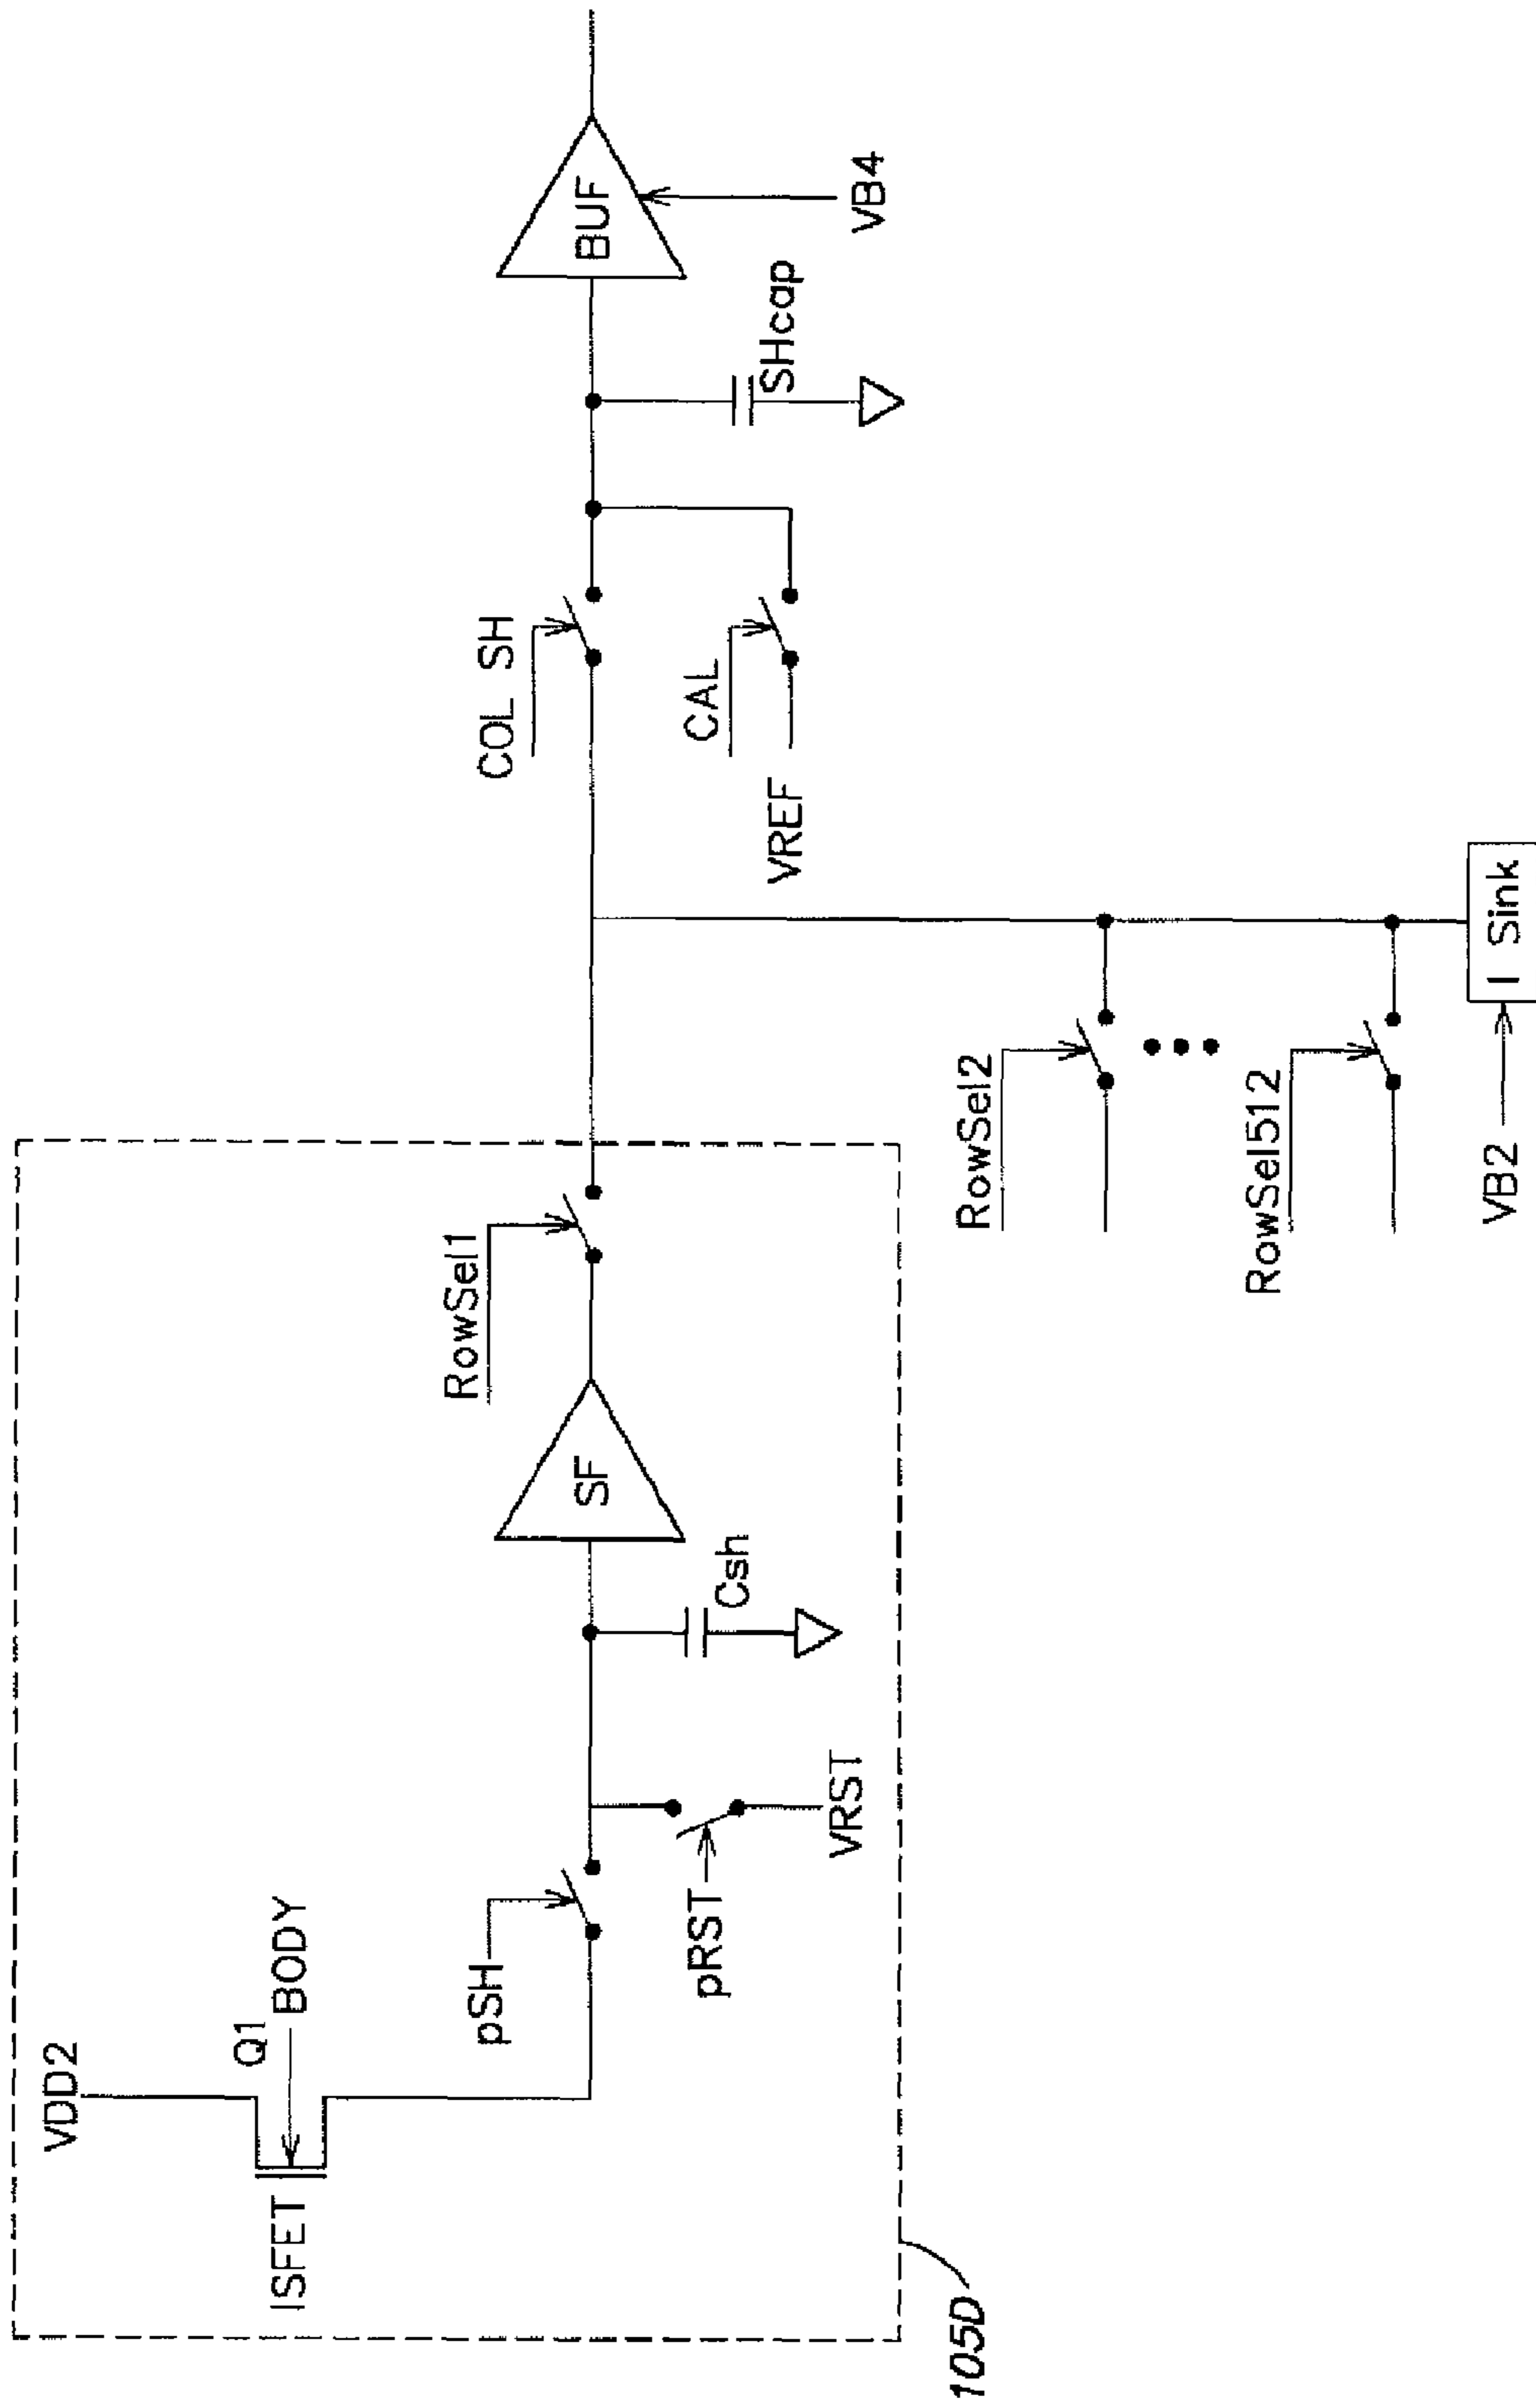 VDD2
ISFET
Q1
BODY
pSH
pRST
VRST
Csh
SF
RowSel1
105D
RowSel2
RowSel512
VB2
I Sink
COL SH
CAL
VREF
SHcap
BUF
VB4